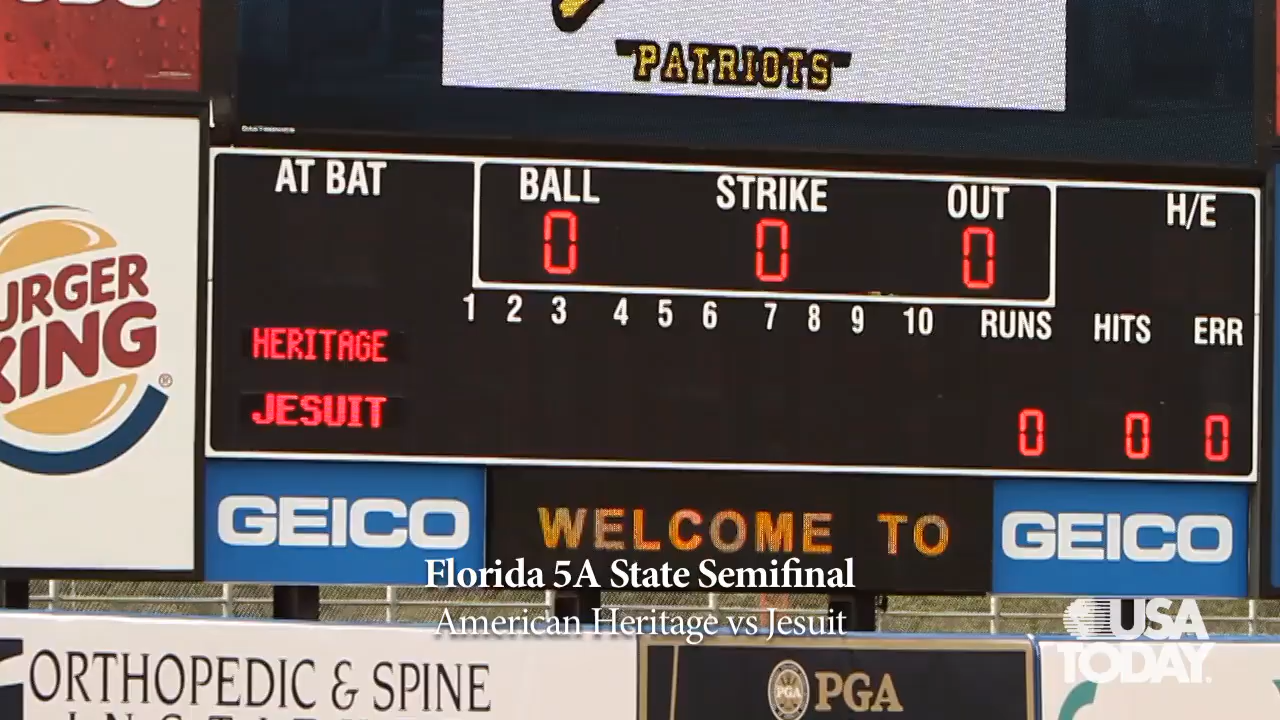 PATRIOTS
AT BAT BALL STRIKE OUT H/E
0 0 0
1 2 3 4 5 6 7 8 9 10 RUNS HITS ERR
HERITAGE
JESUIT 0 0 0
BURGER
KING®
GEICO WELCOME TO GEICO
Florida 5A State Semifinal
American Heritage vs Jesuit
USA
TODAY
ORTHOPEDIC & SPINE
PGA PGA